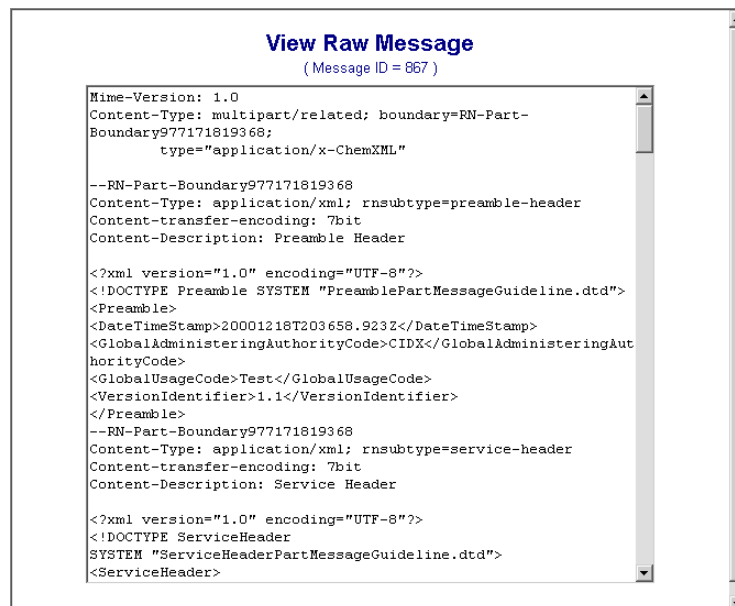 View Raw Message
( Message ID = 867 )
Mime-Version: 1.0
Content-Type: multipart/related; boundary=RN-Part-
Boundary977171819368;
        type="application/x-ChemXML"
--RN-Part-Boundary977171819368
Content-Type: application/xml; rnsubtype=preamble-header
Content-transfer-encoding: 7bit
Content-Description: Preamble Header
<?xml version="1.0" encoding="UTF-8"?>
<!DOCTYPE Preamble SYSTEM "PreamblePartMessageGuideline.dtd">
<Preamble>
<DateTimeStamp>20001218T203658.923Z</DateTimeStamp>
<GlobalAdministeringAuthorityCode>CIDX</GlobalAdministeringAut
horityCode>
<GlobalUsageCode>Test</GlobalUsageCode>
<VersionIdentifier>1.1</VersionIdentifier>
</Preamble>
--RN-Part-Boundary977171819368
Content-Type: application/xml; rnsubtype=service-header
Content-transfer-encoding: 7bit
Content-Description: Service Header
<?xml version="1.0" encoding="UTF-8"?>
<!DOCTYPE ServiceHeader
SYSTEM "ServiceHeaderPartMessageGuideline.dtd">
<ServiceHeader>